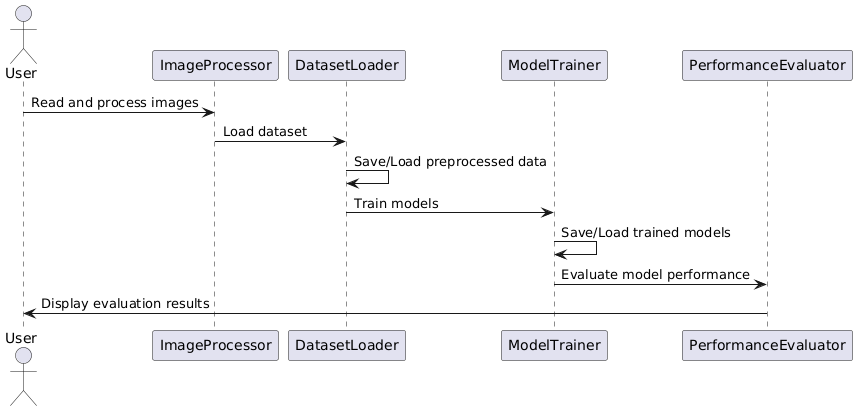 User
ImageProcessor
DatasetLoader
ModelTrainer
PerformanceEvaluator
Read and process images
Load dataset
Save/Load preprocessed data
Train models
Save/Load trained models
Evaluate model performance
Display evaluation results
User
ImageProcessor
DatasetLoader
ModelTrainer
PerformanceEvaluator